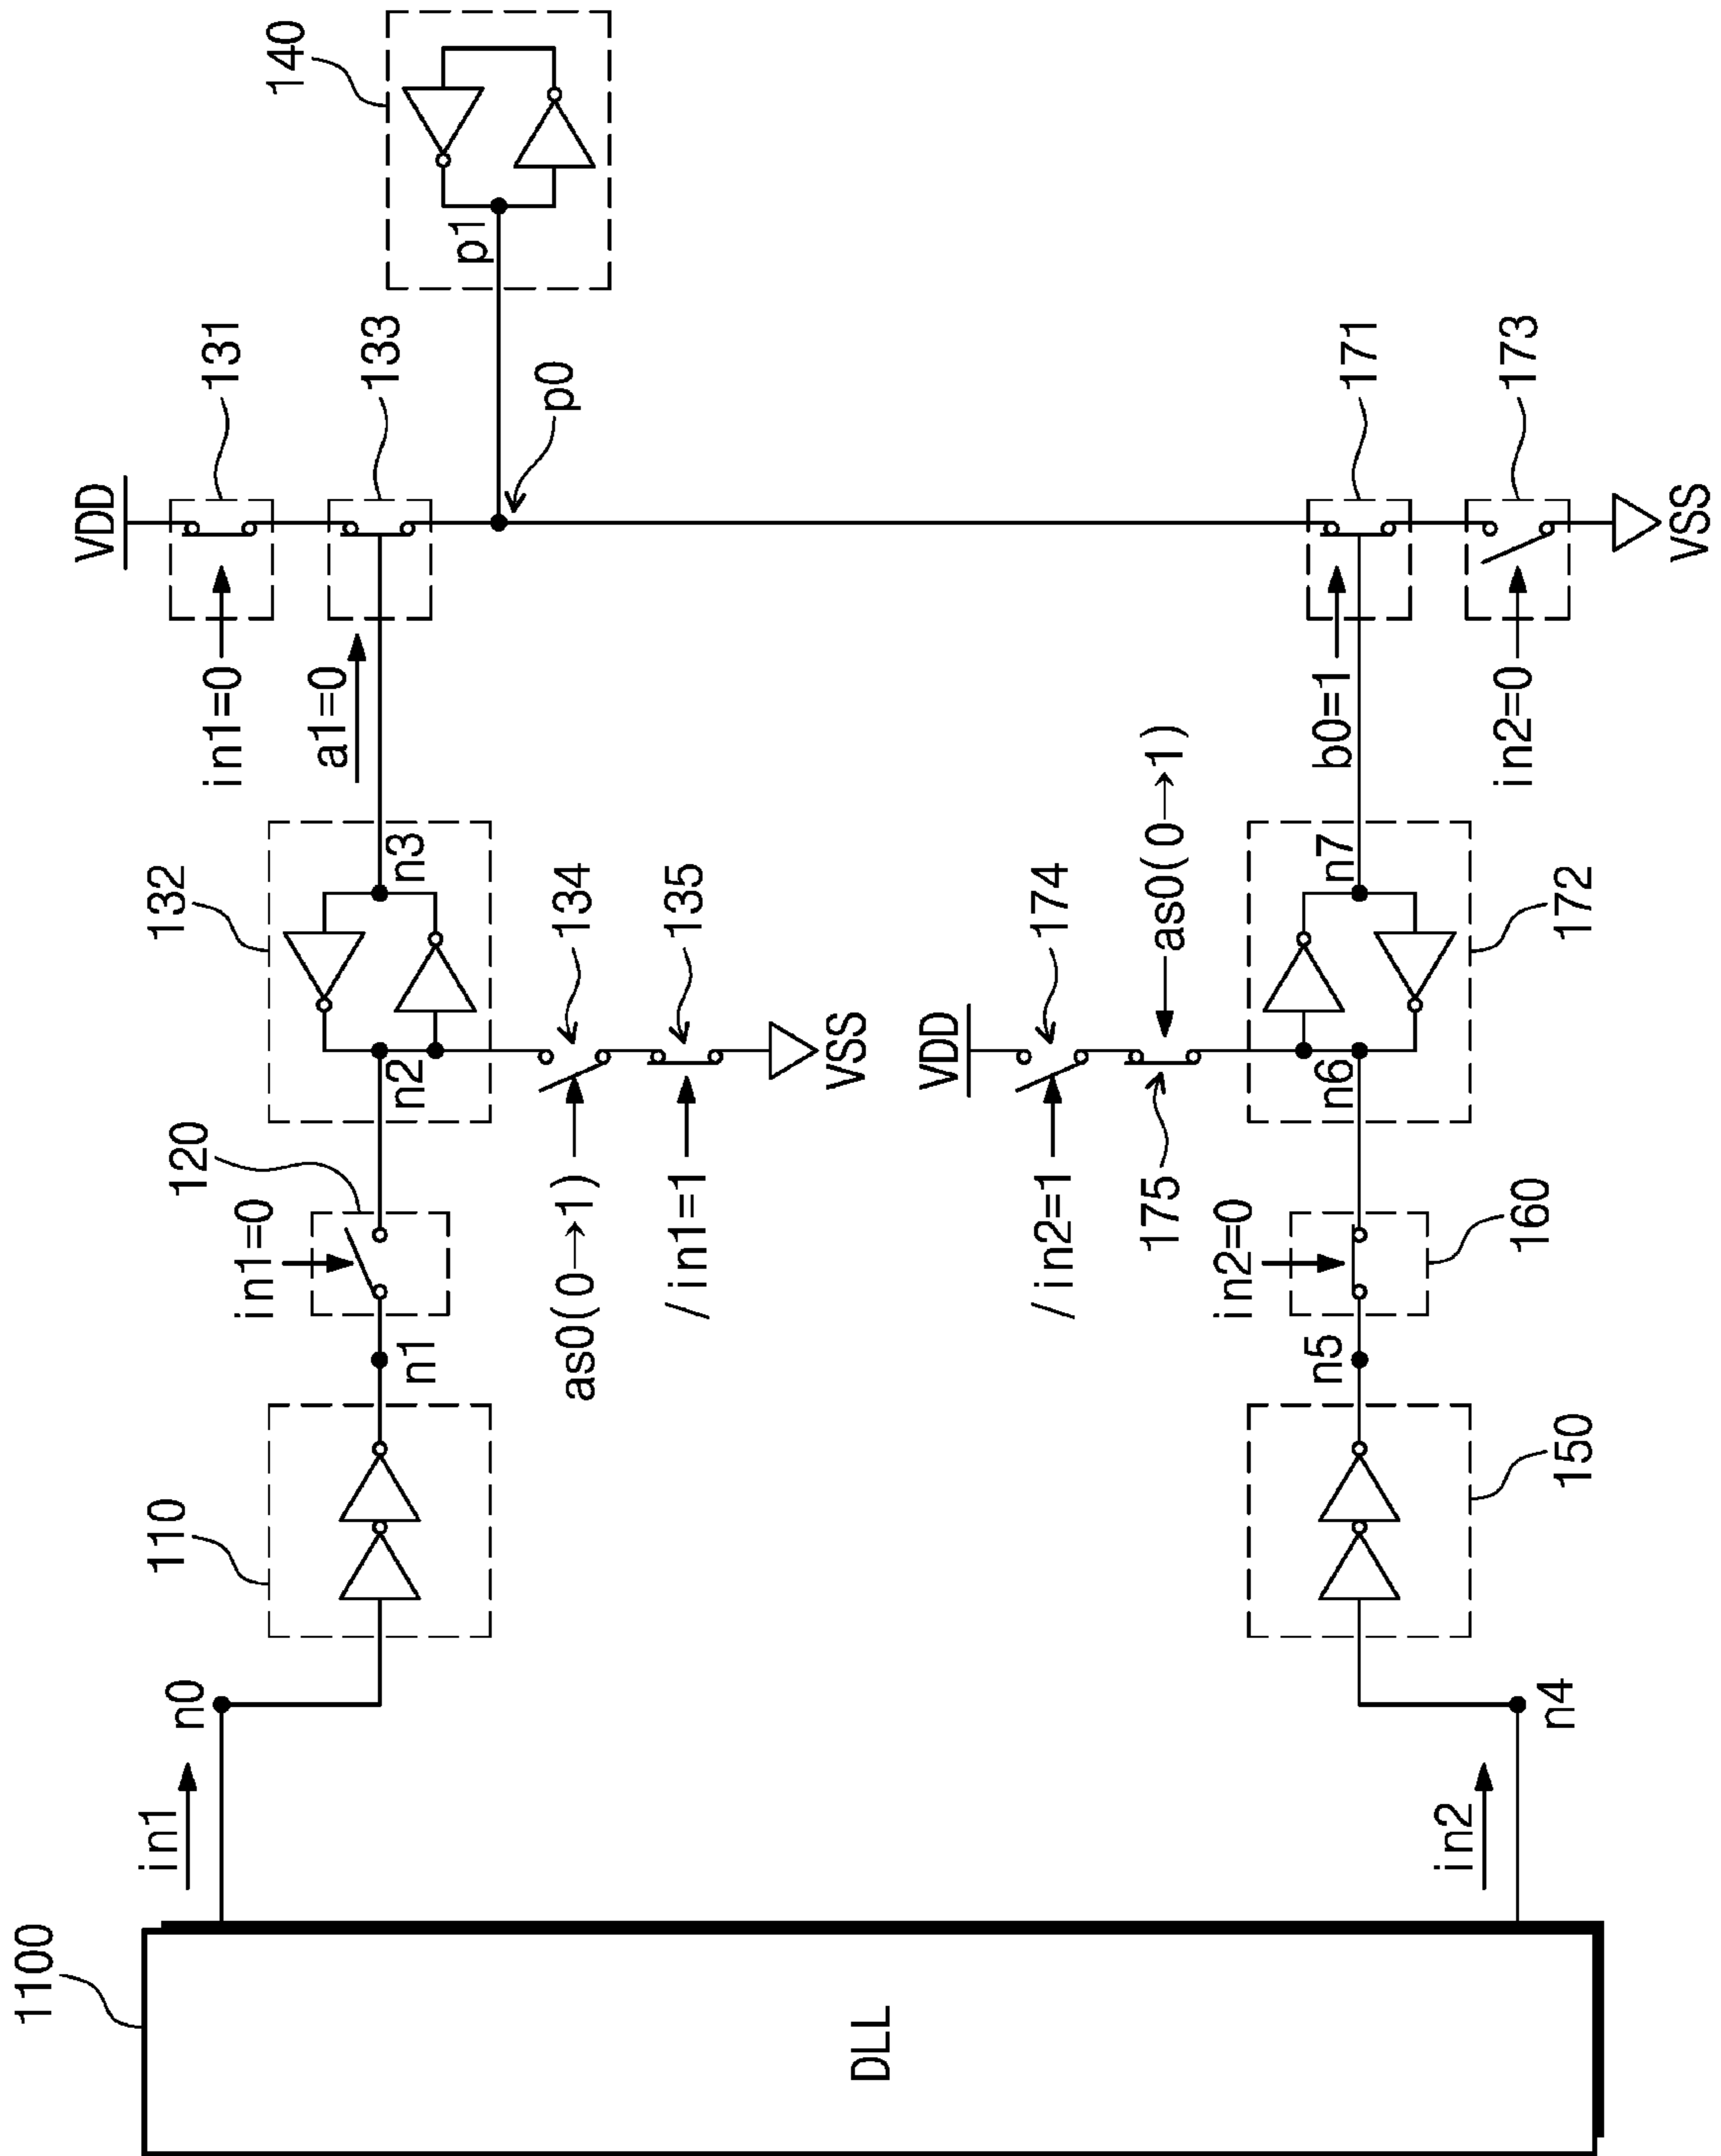 1100
DLL
in1
n0
110
n1
in1=0
120
n2
132
n3
as0(0→1)
134
/in1=1
135
VSS
a1=0
in1=0
VDD
131
133
p0
p1
140
in2
n4
150
n5
in2=0
160
n6
n7
172
VDD
/in2=1
174
175
as0(0→1)
b0=1
in2=0
171
173
VSS